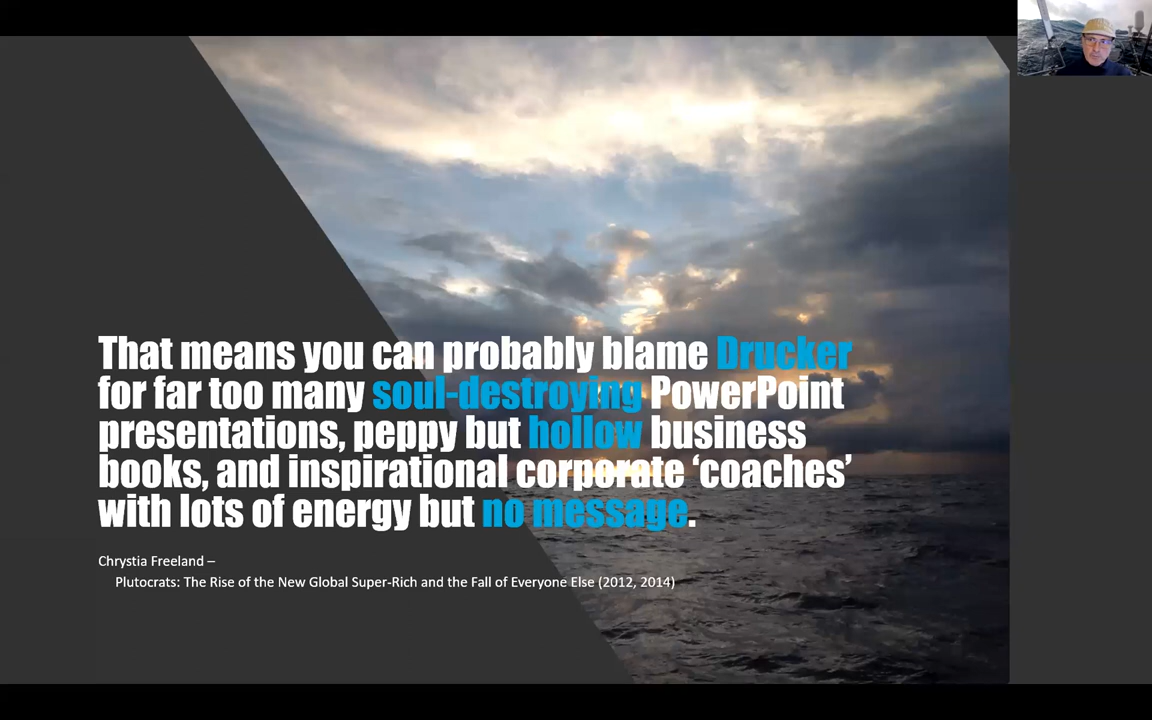 That means you can probably blame Drucker
for far too many soul-destroying PowerPoint
presentations, peppy but hollow business
books, and inspirational corporate ‘coaches’
with lots of energy but no message.
Chrystia Freeland –
Plutocrats: The Rise of the New Global Super-Rich and the Fall of Everyone Else (2012, 2014)